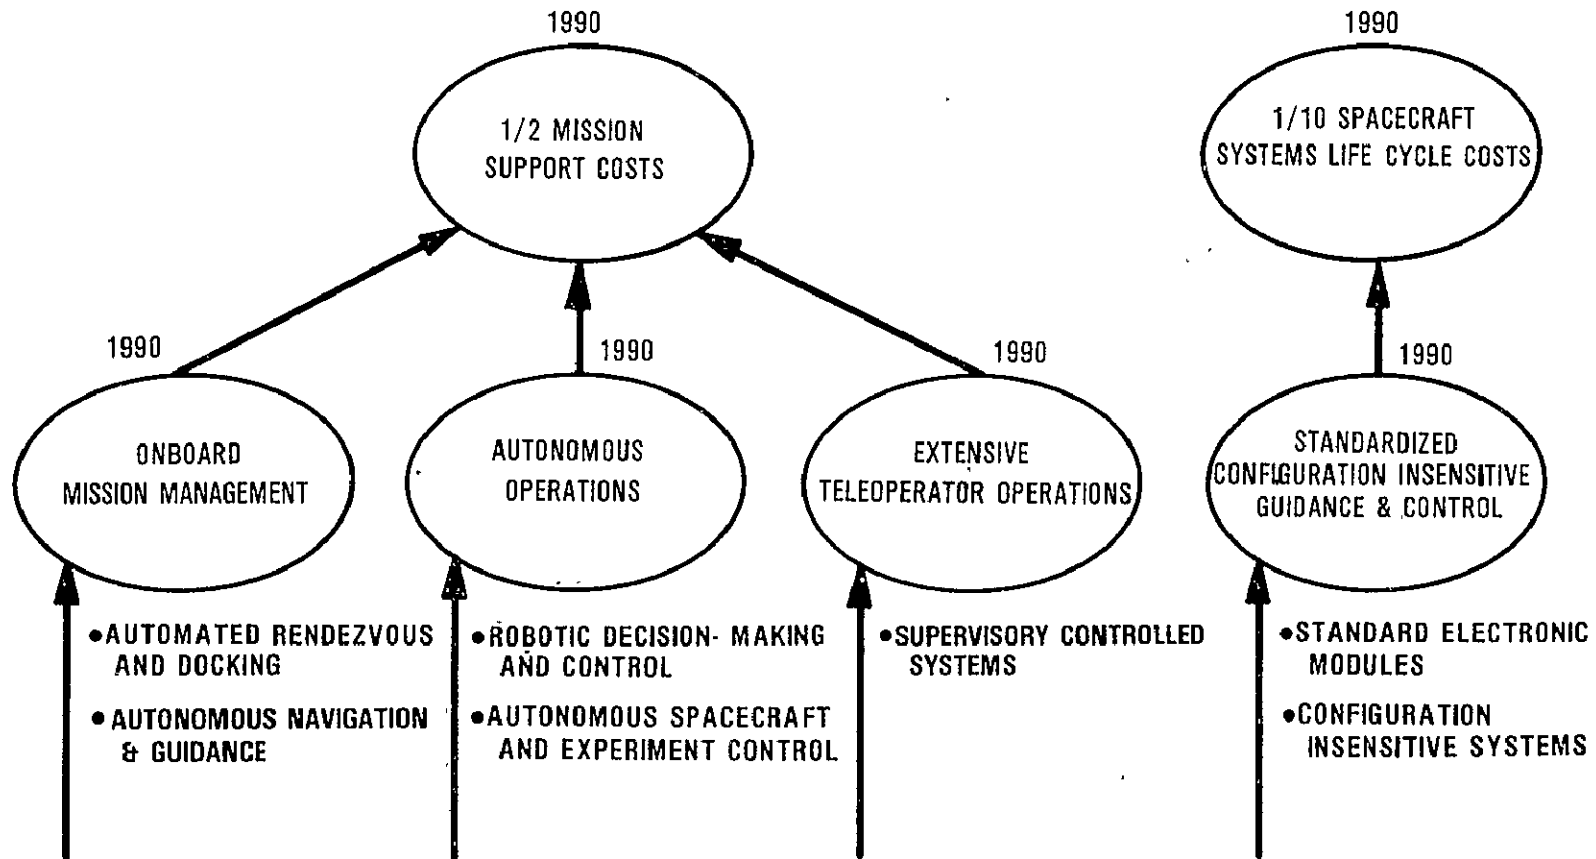 1990
1/2 MISSION
SUPPORT COSTS
1990
1/10 SPACECRAFT
SYSTEMS LIFE CYCLE COSTS
1990
ONBOARD
MISSION MANAGEMENT
1990
AUTONOMOUS
OPERATIONS
1990
EXTENSIVE
TELEOPERATOR OPERATIONS
1990
STANDARDIZED
CONFIGURATION INSENSITIVE
GUIDANCE & CONTROL
•AUTOMATED RENDEZVOUS
AND DOCKING
•AUTONOMOUS NAVIGATION
& GUIDANCE
•ROBOTIC DECISION- MAKING
AND CONTROL
•AUTONOMOUS SPACECRAFT
AND EXPERIMENT CONTROL
•SUPERVISORY CONTROLLED
SYSTEMS
•STANDARD ELECTRONIC
MODULES
•CONFIGURATION
INSENSITIVE SYSTEMS